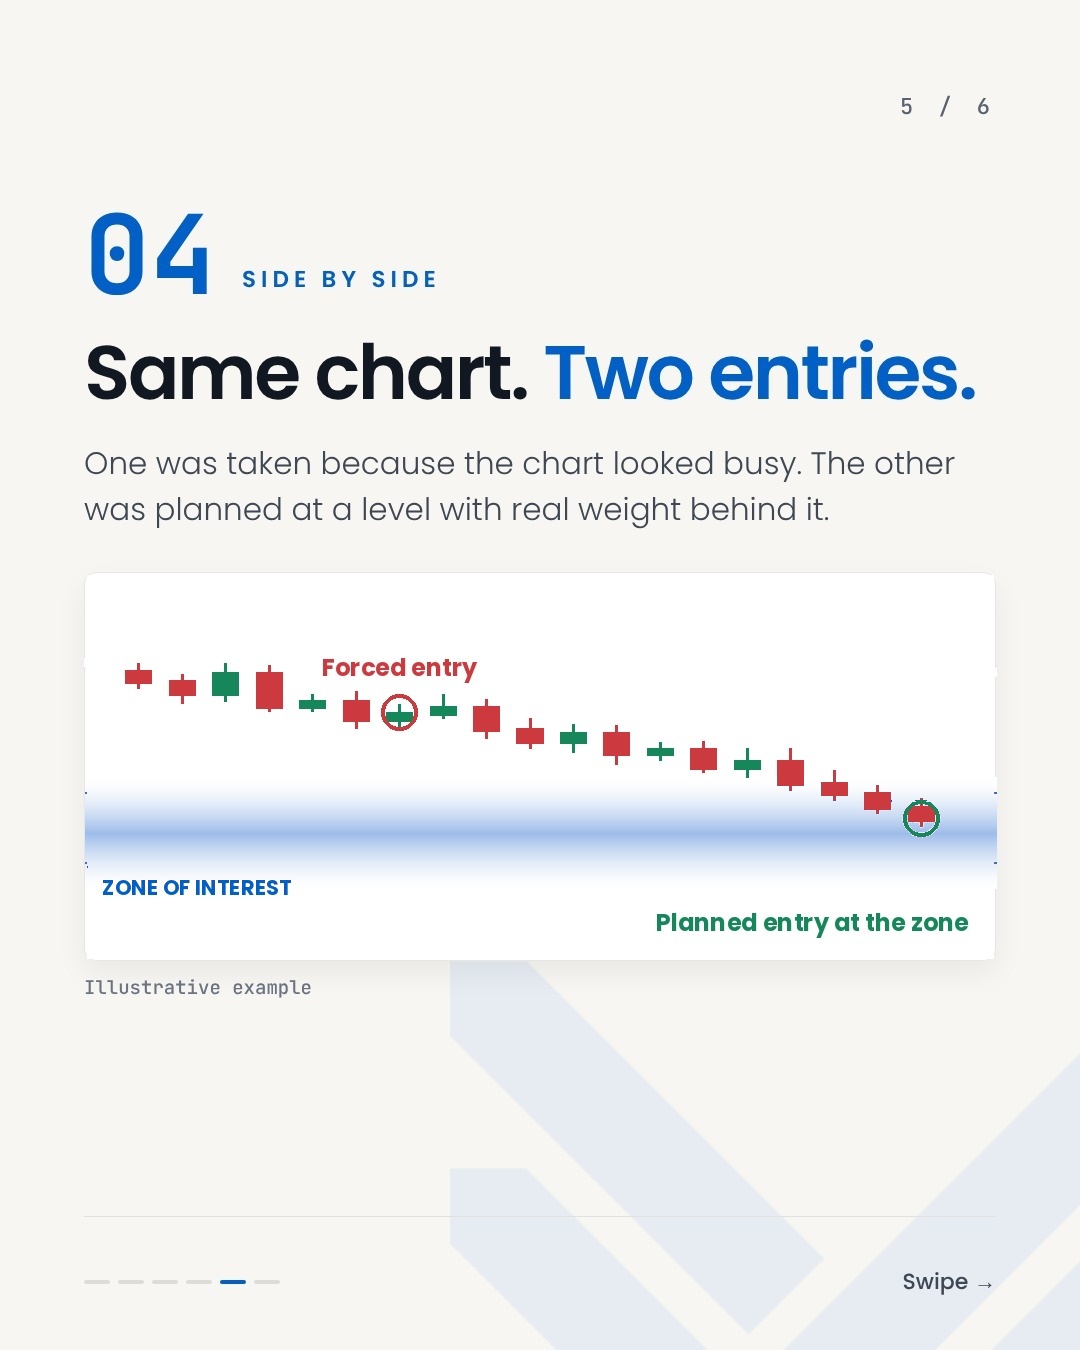 5 / 6
04 SIDE BY SIDE
Same chart. Two entries.
One was taken because the chart looked busy. The other
was planned at a level with real weight behind it.
Forced entry
ZONE OF INTEREST
Planned entry at the zone
Illustrative example
Swipe →